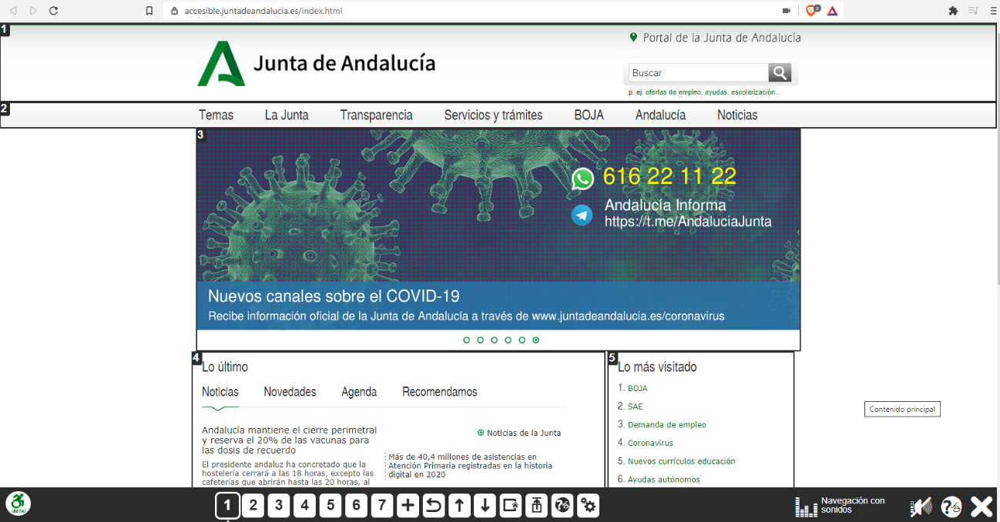 accesible.juntadeandalucia.es/index.html
2
1
Junta de Andalucía
Portal de la Junta de Andalucía
Buscar
p. ej. ofertas de empleo, ayudas, escolarización...
2
Temas La Junta Transparencia Servicios y trámites BOJA Andalucía Noticias
3
616 22 11 22
Andalucía Informa
https://t.me/AndaluciaJunta
Nuevos canales sobre el COVID-19
Recibe información oficial de la Junta de Andalucía a través de www.juntadeandalucia.es/coronavirus
4
Lo último
Noticias Novedades Agenda Recomendamos
Andalucía mantiene el cierre perimetral
y reserva el 20% de las vacunas para
las dosis de recuerdo
El presidente andaluz ha concretado que la
hostelería cerrará a las 18 horas, excepto las
cafeterías que abrirán hasta las 20 horas, al
Noticias de la Junta
Más de 40,4 millones de asistencias en
Atención Primaria registradas en la historia
digital en 2020
5
Lo más visitado
1. BOJA
2. SAE
3. Demanda de empleo
4. Coronavirus
5. Nuevos currículos educación
6. Ayudas autónomos
Contenido principal
(BETA)
1 2 3 4 5 6 7
Navegación con
sonidos